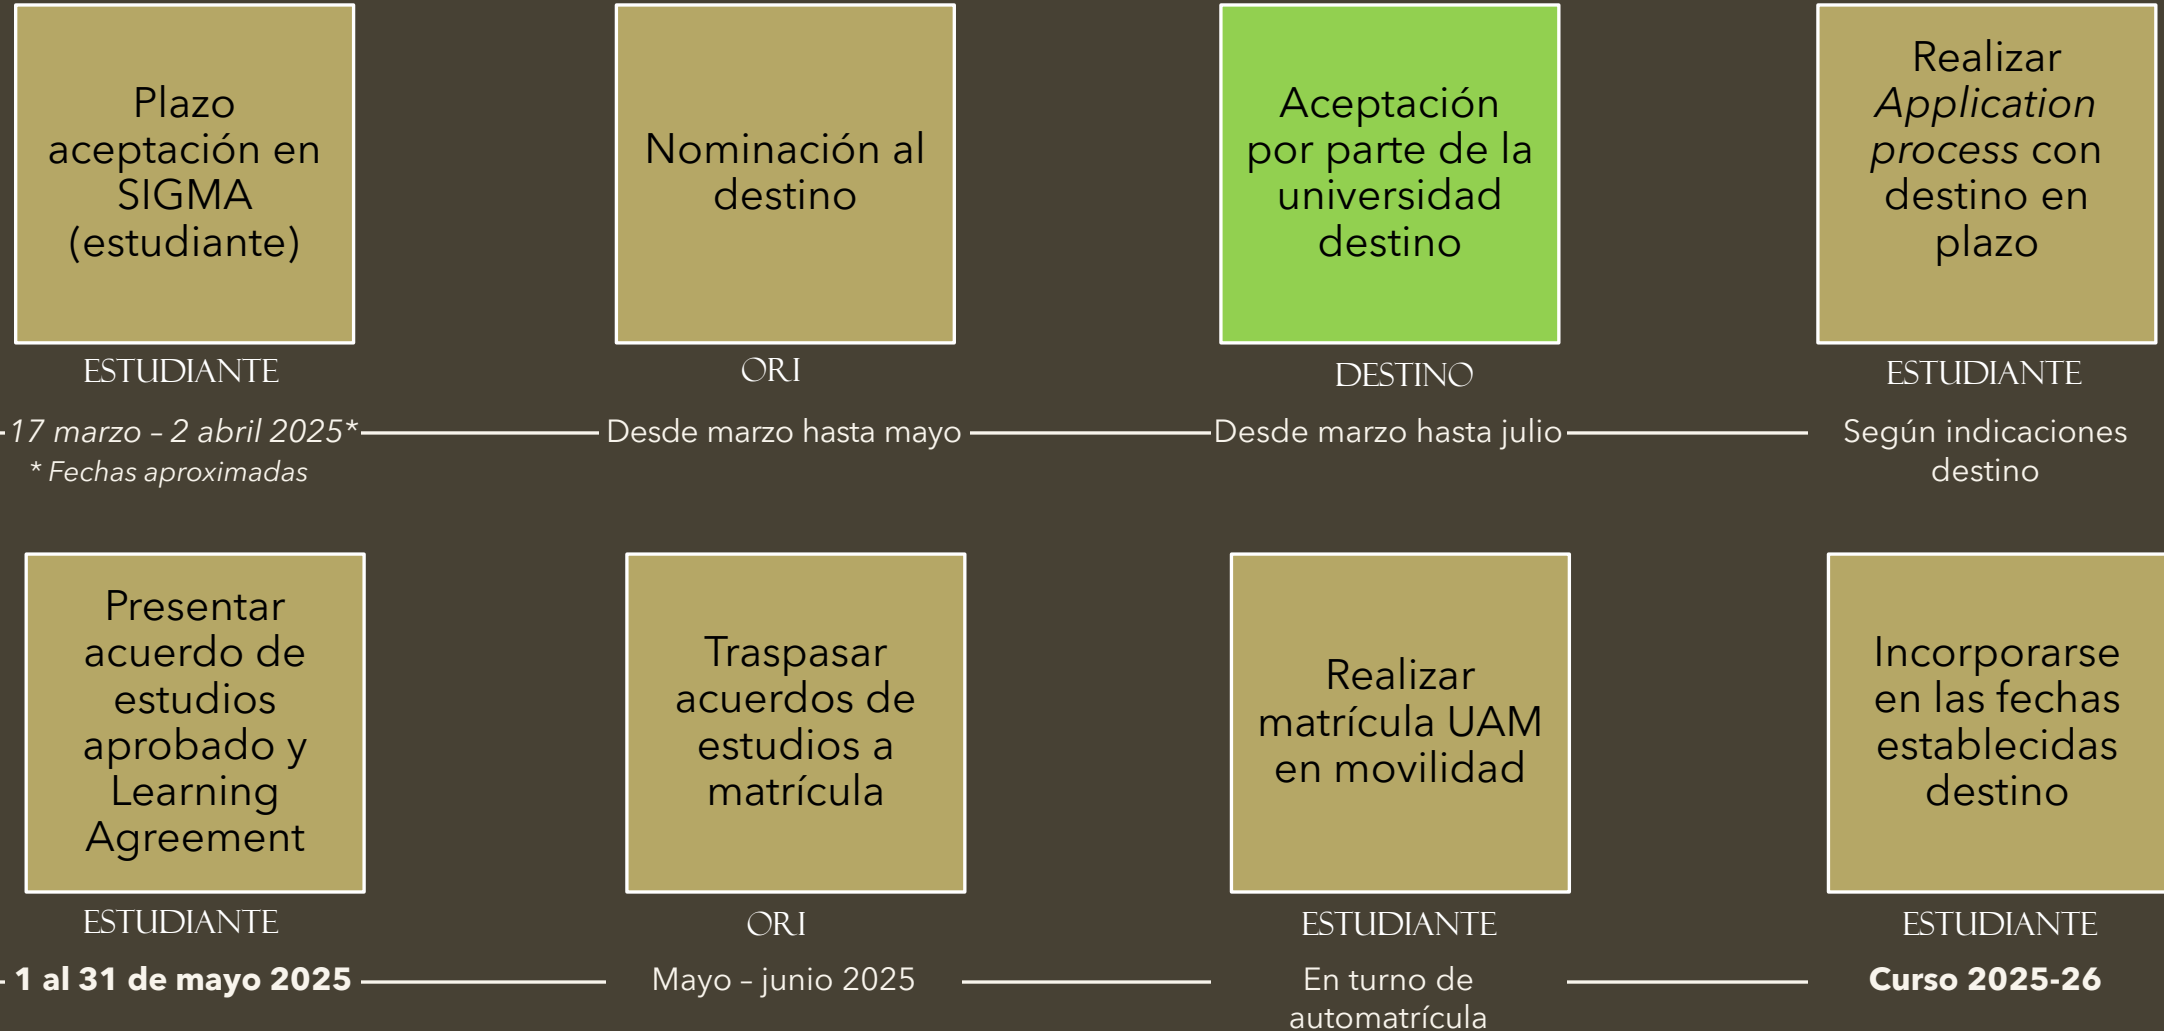 Plazo
aceptación en
SIGMA
(estudiante)
ESTUDIANTE
17 marzo – 2 abril 2025*
* Fechas aproximadas
Nominación al
destino
ORI
Desde marzo hasta mayo
Aceptación
por parte de la
universidad
destino
DESTINO
Desde marzo hasta julio
Realizar
Application
process con
destino en
plazo
ESTUDIANTE
Según indicaciones
destino
Presentar
acuerdo de
estudios
aprobado y
Learning
Agreement
ESTUDIANTE
1 al 31 de mayo 2025
Traspasar
acuerdos de
estudios a
matrícula
ORI
Mayo – junio 2025
Realizar
matrícula UAM
en movilidad
ESTUDIANTE
En turno de
automatrícula
Incorporarse
en las fechas
establecidas
destino
ESTUDIANTE
Curso 2025-26